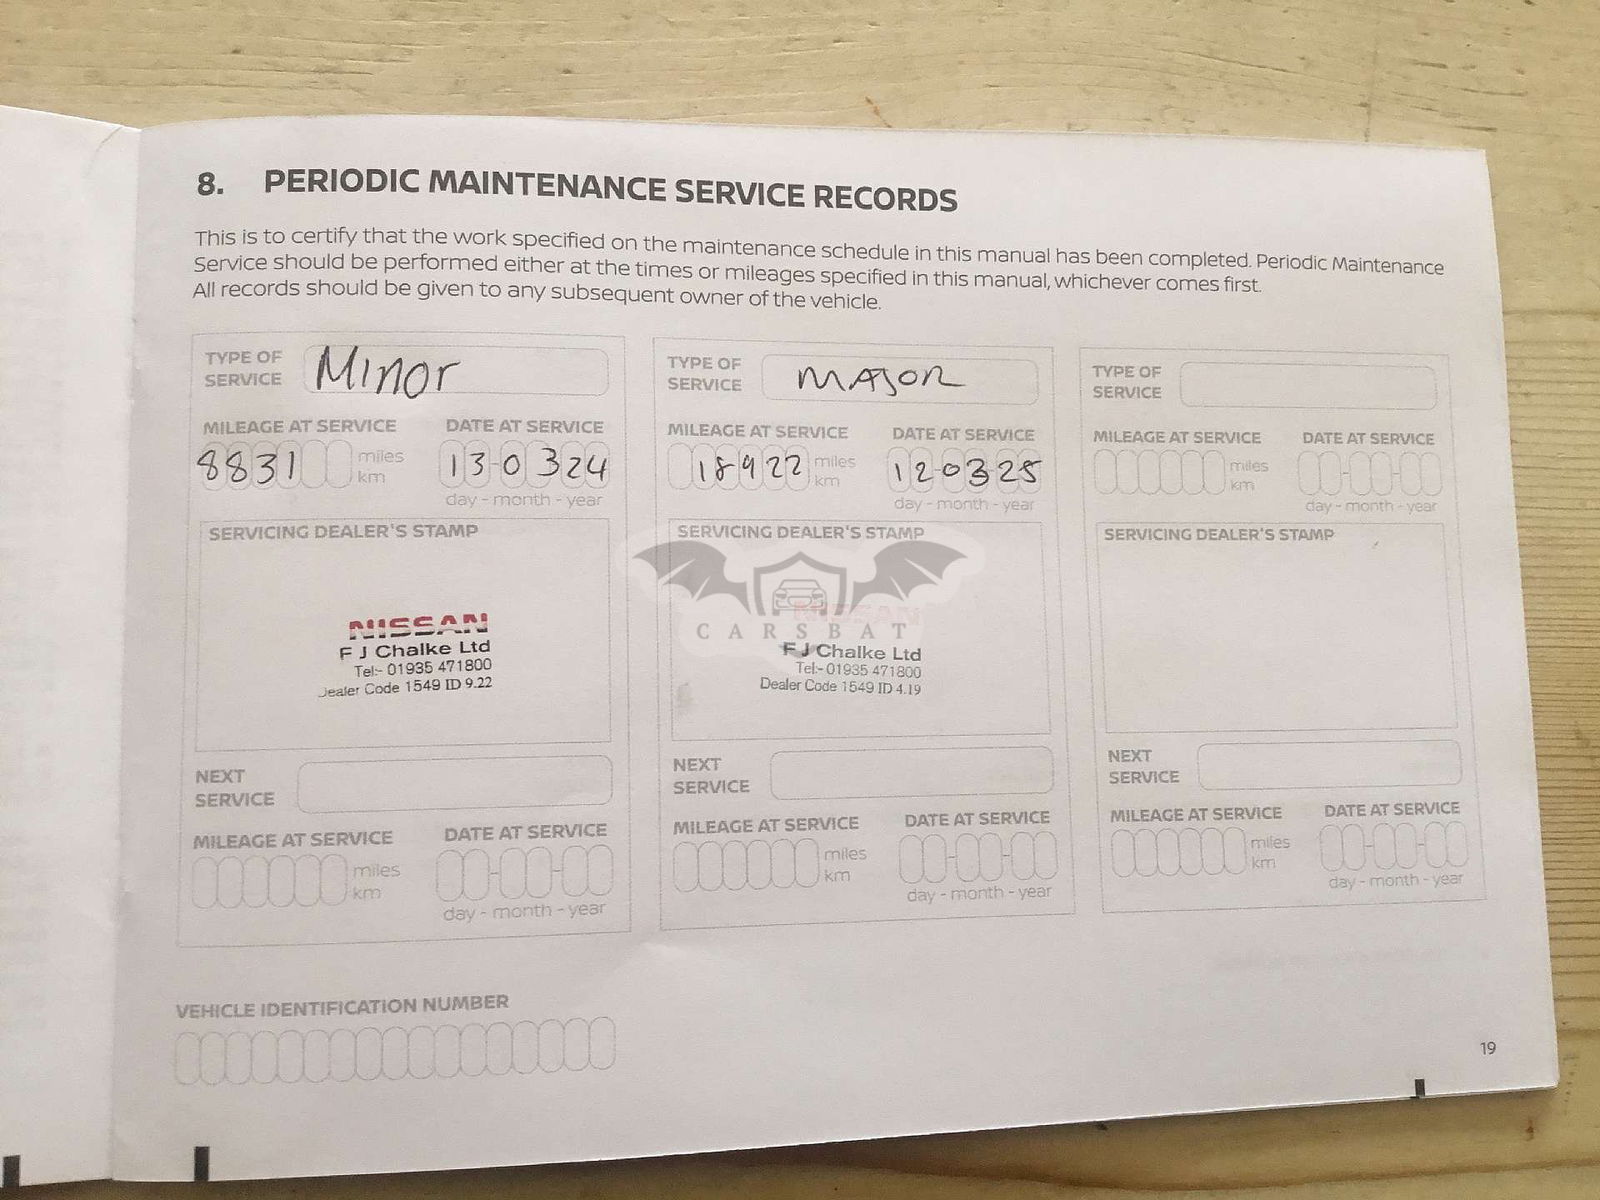 8. PERIODIC MAINTENANCE SERVICE RECORDS
This is to certify that the work specified on the maintenance schedule in this manual has been completed. Periodic Maintenance
Service should be performed either at the times or mileages specified in this manual, whichever comes first.
All records should be given to any subsequent owner of the vehicle.
TYPE OF
SERVICE
Minor
MILEAGE AT SERVICE
8831
miles
km
DATE AT SERVICE
13-0324
day - month - year
SERVICING DEALER'S STAMP
NISSAN
F J Chalke Ltd
Tel:- 01935 471800
Dealer Code 1549 ID 9.22
NEXT
SERVICE
MILEAGE AT SERVICE
miles
km
DATE AT SERVICE
day - month - year
TYPE OF
SERVICE
MAJOR
MILEAGE AT SERVICE
18922
miles
km
DATE AT SERVICE
12-0325
day - month - year
SERVICING DEALER'S STAMP
NISSAN
CARSBAT
F J Chalke Ltd
Tel:- 01935 471800
Dealer Code 1549 ID 4.19
NEXT
SERVICE
MILEAGE AT SERVICE
miles
km
DATE AT SERVICE
day - month - year
TYPE OF
SERVICE
MILEAGE AT SERVICE
miles
km
DATE AT SERVICE
day - month - year
SERVICING DEALER'S STAMP
NEXT
SERVICE
MILEAGE AT SERVICE
miles
km
DATE AT SERVICE
day - month - year
VEHICLE IDENTIFICATION NUMBER
19